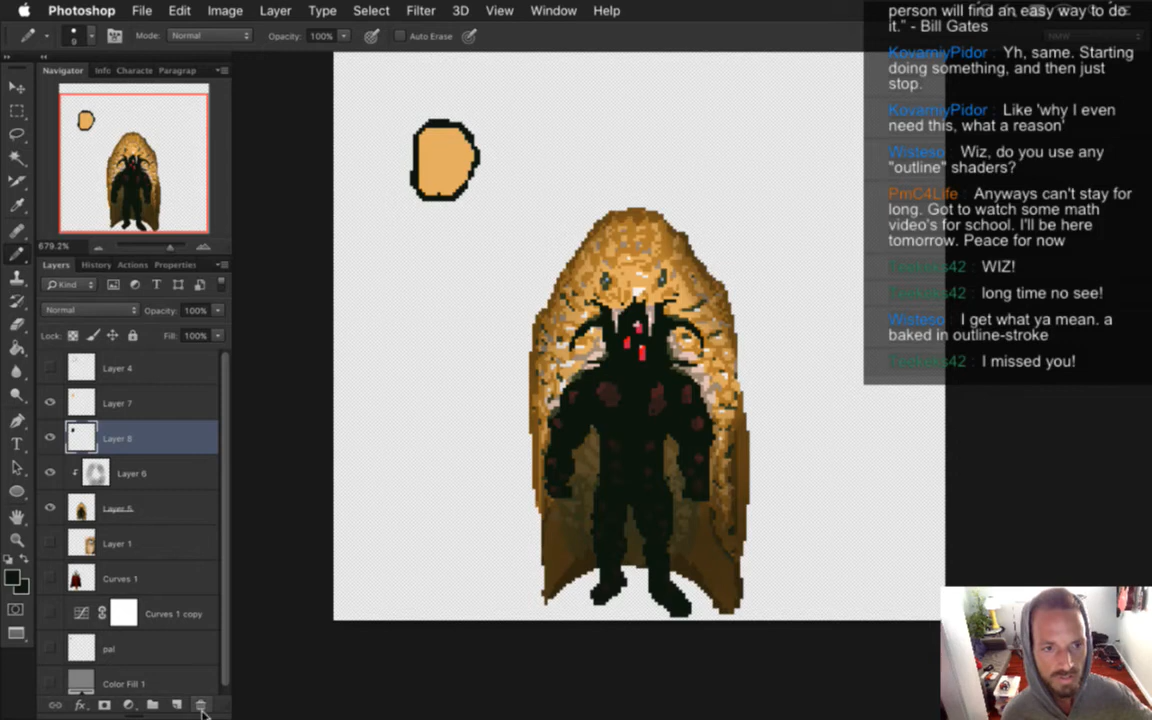 Photoshop File Edit Image Layer Type Select Filter 3D View Window Help
9 Mode: Normal Opacity: 100% Auto Erase
Navigator Info Characte Paragrap
679.2%
Layers History Actions Properties
Kind
Normal Opacity: 100%
Lock: Fill: 100%
Layer 4
Layer 7
Layer 8
Layer 6
Layer 5
Layer 1
Curves 1
Curves 1 copy
pal
Color Fill 1
fx
person will find an easy way to do
it." - Bill Gates
KovarniyPidor : Yh, same. Starting
doing something, and then just
stop.
KovarniyPidor : Like 'why I even
need this, what a reason'
Wisteso : Wiz, do you use any
"outline" shaders?
PmC4Life : Anyways can't stay for
long. Got to watch some math
video's for school. I'll be here
tomorrow. Peace for now
: WIZ!
: long time no see!
Wisteso : I get what ya mean. a
baked in outline-stroke
: I missed you!